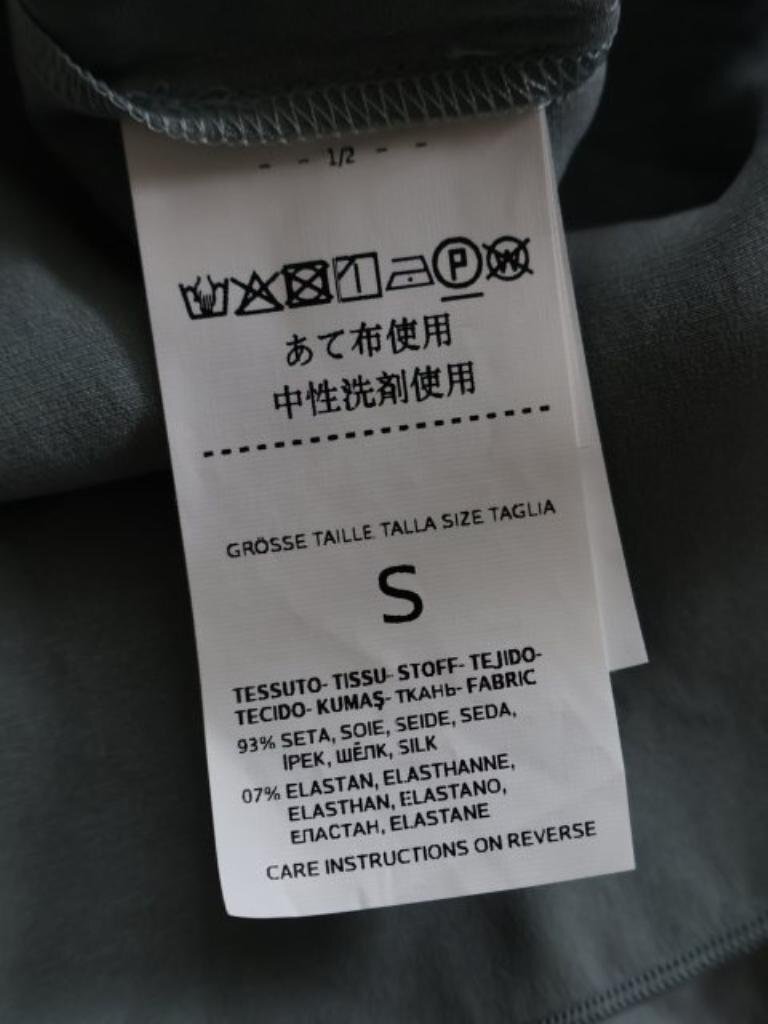 - - 1/2 - -
P W
あて布使用
中性洗剤使用
GRÖSSE TAILLE TALLA SIZE TAGLIA
S
TESSUTO- TISSU- STOFF- TEJIDO-
TECIDO- KUMAŞ- ТКАНЬ- FABRIC
93% SETA, SOIE, SEIDE, SEDA,
İPEK, ШЁЛК, SILK
07% ELASTAN, ELASTHANNE,
ELASTHAN, ELASTANO,
ЕПАСТАН, ELASTANE
CARE INSTRUCTIONS ON REVERSE